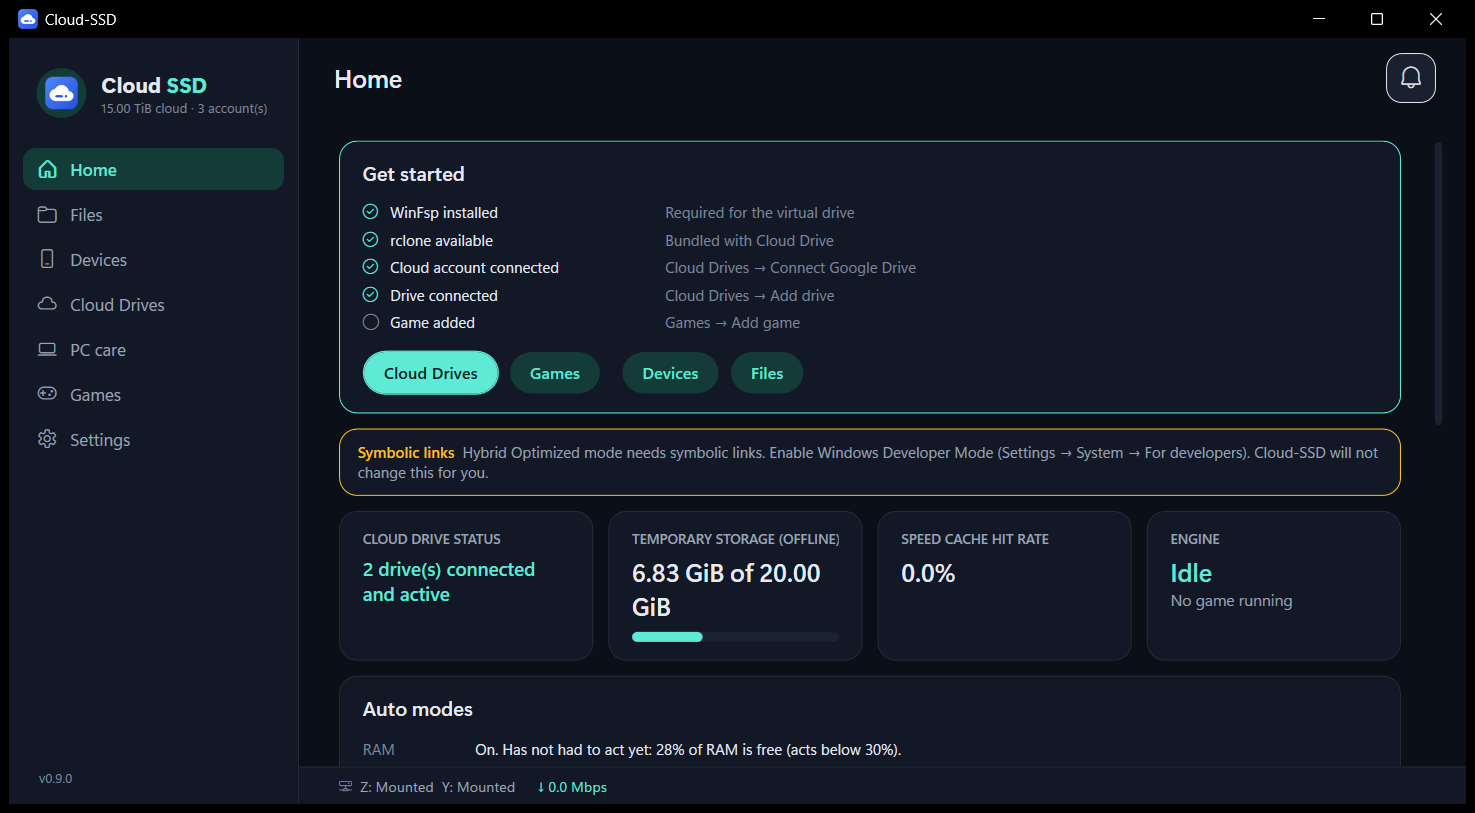 Cloud-SSD
Cloud SSD
15.00 TiB cloud · 3 account(s)
Home
Files
Devices
Cloud Drives
PC care
Games
Settings
v0.9.0
Home
Get started
WinFsp installed Required for the virtual drive
rclone available Bundled with Cloud Drive
Cloud account connected Cloud Drives → Connect Google Drive
Drive connected Cloud Drives → Add drive
Game added Games → Add game
Cloud Drives Games Devices Files
Symbolic links Hybrid Optimized mode needs symbolic links. Enable Windows Developer Mode (Settings → System → For developers). Cloud-SSD will not
change this for you.
CLOUD DRIVE STATUS
2 drive(s) connected
and active
TEMPORARY STORAGE (OFFLINE)
6.83 GiB of 20.00
GiB
SPEED CACHE HIT RATE
0.0%
ENGINE
Idle
No game running
Auto modes
RAM On. Has not had to act yet: 28% of RAM is free (acts below 30%).
Z: Mounted Y: Mounted ↓ 0.0 Mbps